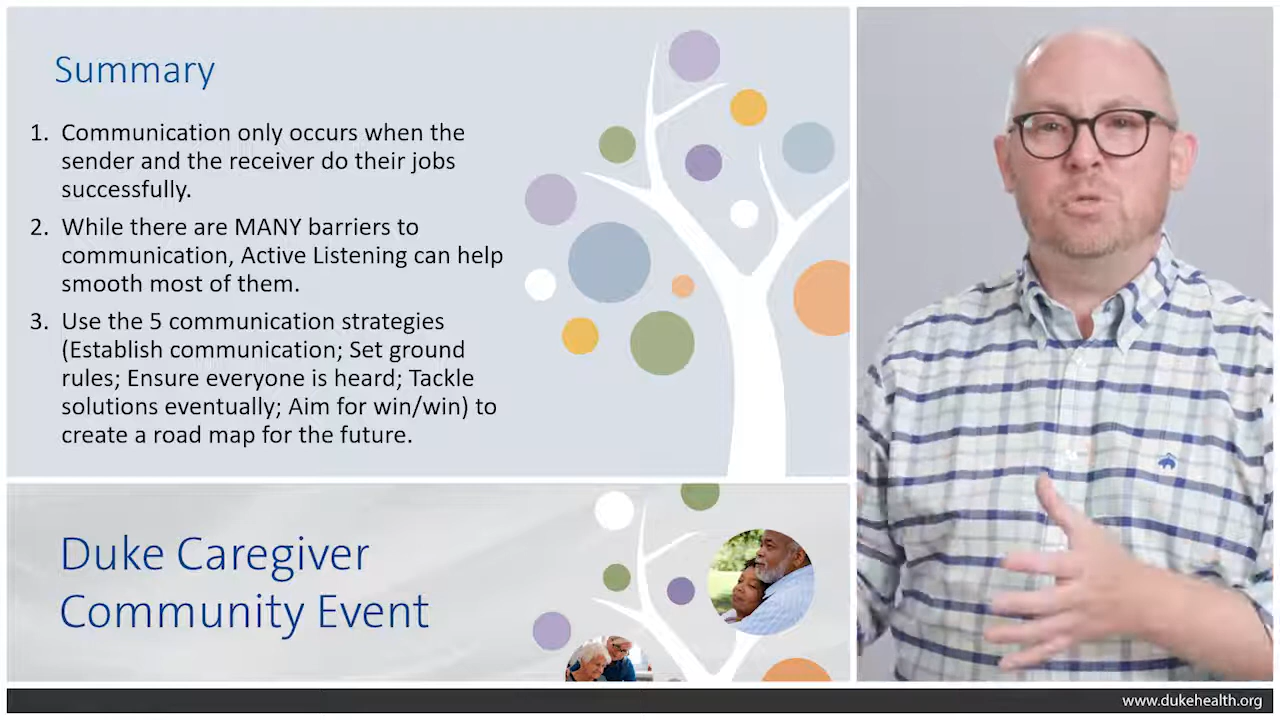 Summary
1. Communication only occurs when the
sender and the receiver do their jobs
successfully.
2. While there are MANY barriers to
communication, Active Listening can help
smooth most of them.
3. Use the 5 communication strategies
(Establish communication; Set ground
rules; Ensure everyone is heard; Tackle
solutions eventually; Aim for win/win) to
create a road map for the future.
Duke Caregiver
Community Event
www.dukehealth.org